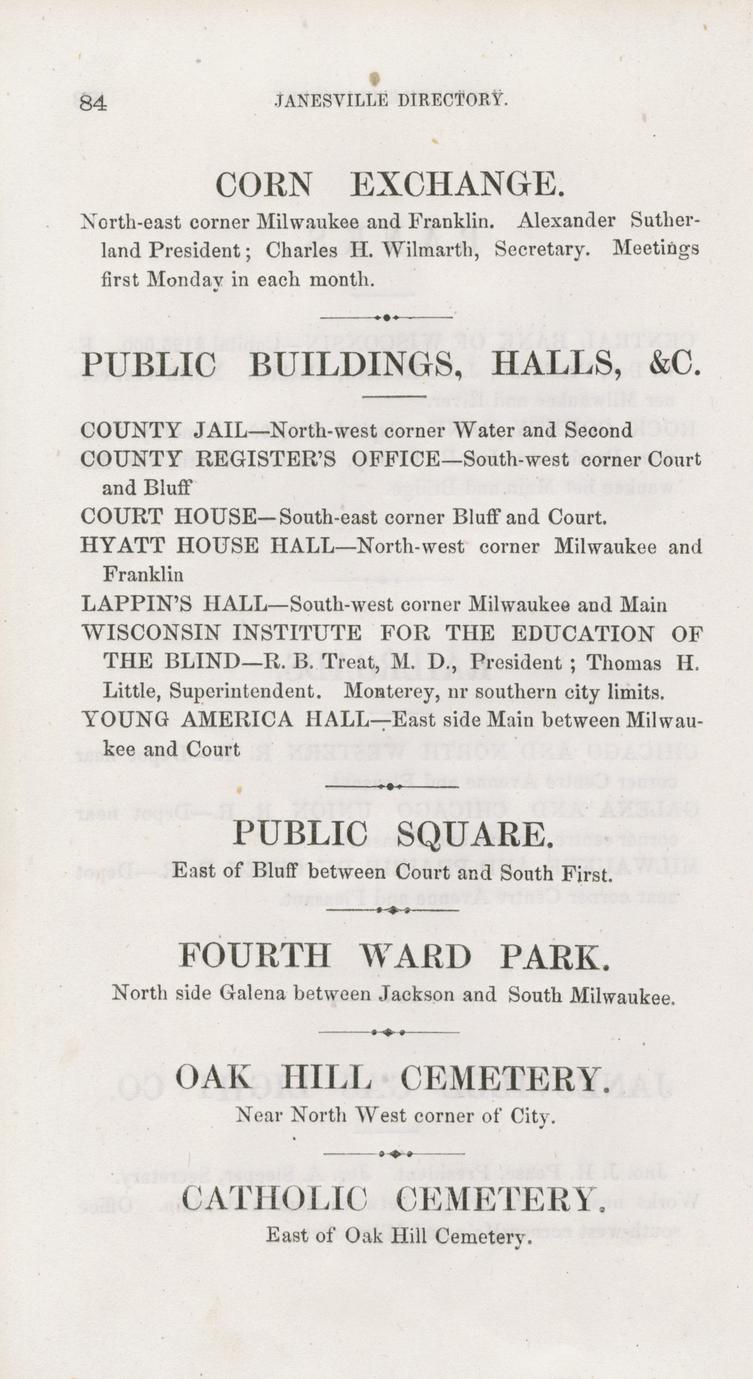 84
JANESVILLE DIRECTORY.
CORN EXCHANGE.
North-east corner Milwaukee and Franklin. Alexander Suther-
land President; Charles H. Wilmarth, Secretary. Meetings
first Monday in each month.
PUBLIC BUILDINGS, HALLS, &C.
COUNTY JAIL—North-west corner Water and Second
COUNTY REGISTER'S OFFICE—South-west corner Court
and Bluff
COURT HOUSE—South-east corner Bluff and Court.
HYATT HOUSE HALL—North-west corner Milwaukee and
Franklin
LAPPIN'S HALL—South-west corner Milwaukee and Main
WISCONSIN INSTITUTE FOR THE EDUCATION OF
THE BLIND—R. B. Treat, M. D., President; Thomas H.
Little, Superintendent. Monterey, nr southern city limits.
YOUNG AMERICA HALL—East side Main between Milwau-
kee and Court
PUBLIC SQUARE.
East of Bluff between Court and South First.
FOURTH WARD PARK.
North side Galena between Jackson and South Milwaukee.
OAK HILL CEMETERY.
Near North West corner of City.
CATHOLIC CEMETERY.
East of Oak Hill Cemetery.